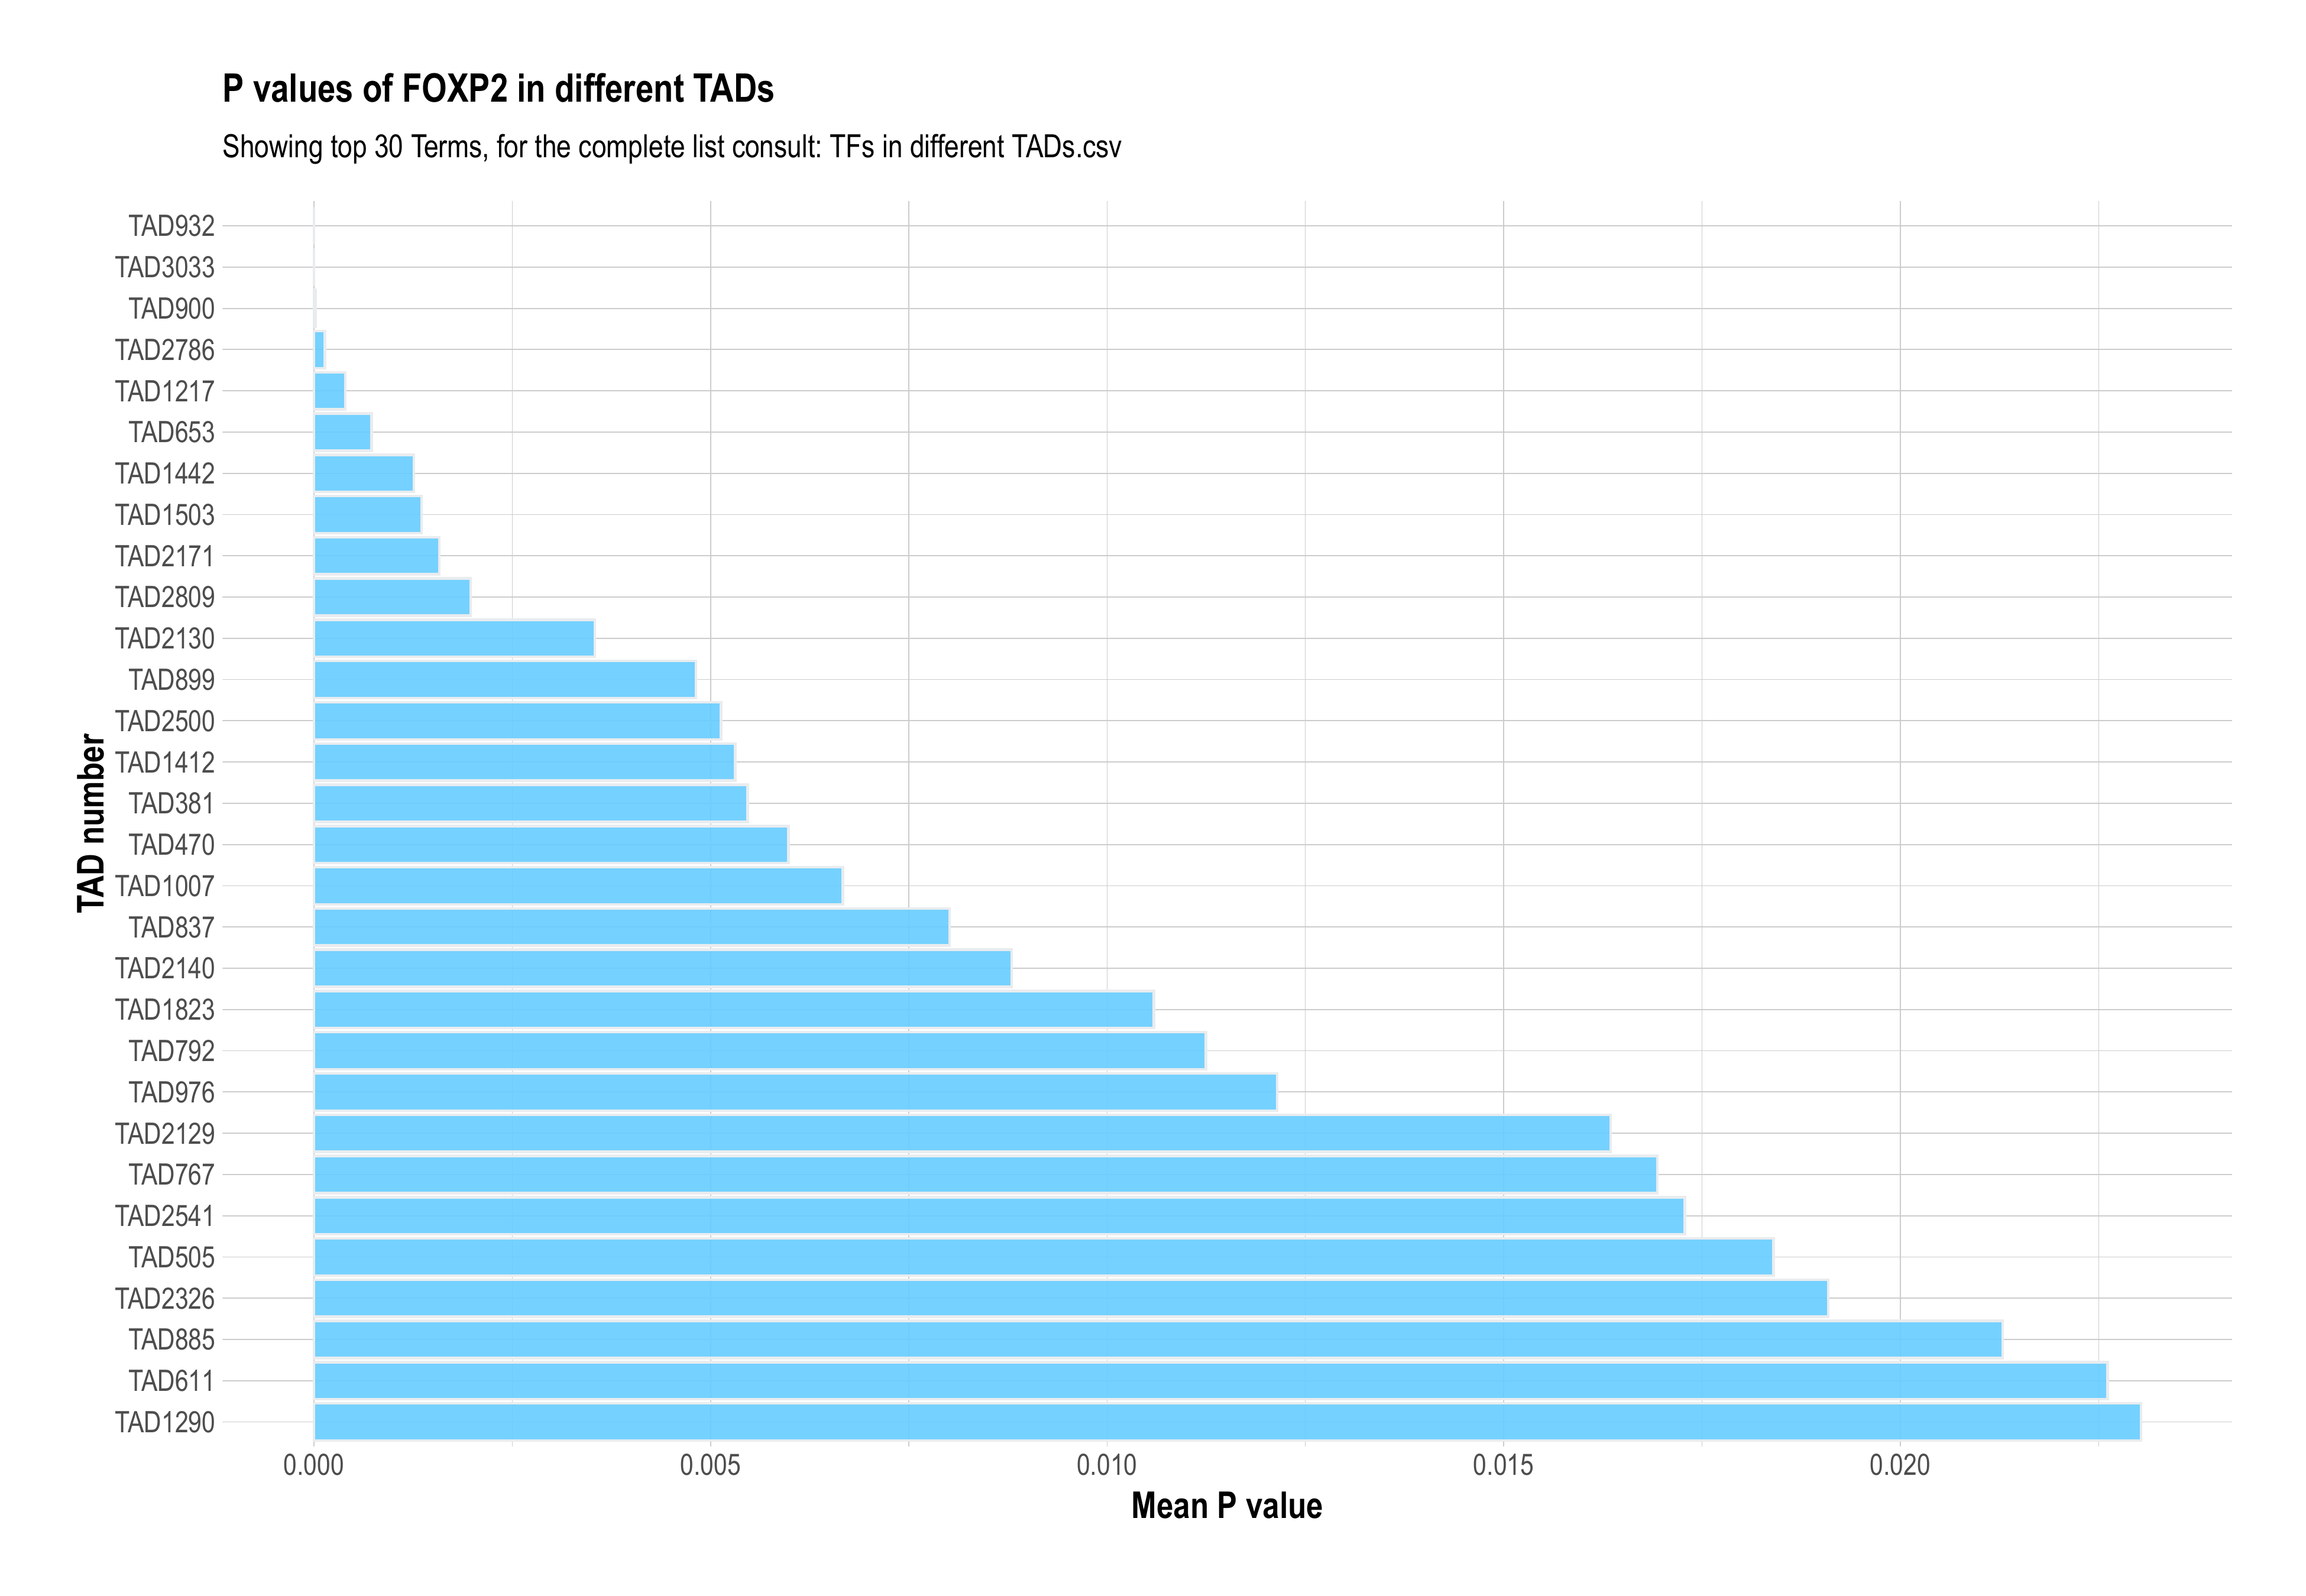 P values of FOXP2 in different TADs
Showing top 30 Terms, for the complete list consult: TFs in different TADs.csv
TAD932
TAD3033
TAD900
TAD2786
TAD1217
TAD653
TAD1442
TAD1503
TAD2171
TAD2809
TAD2130
TAD899
TAD2500
TAD1412
TAD381
TAD470
TAD1007
TAD837
TAD2140
TAD1823
TAD792
TAD976
TAD2129
TAD767
TAD2541
TAD505
TAD2326
TAD885
TAD611
TAD1290
TAD number
0.000 0.005 0.010 0.015 0.020
Mean P value